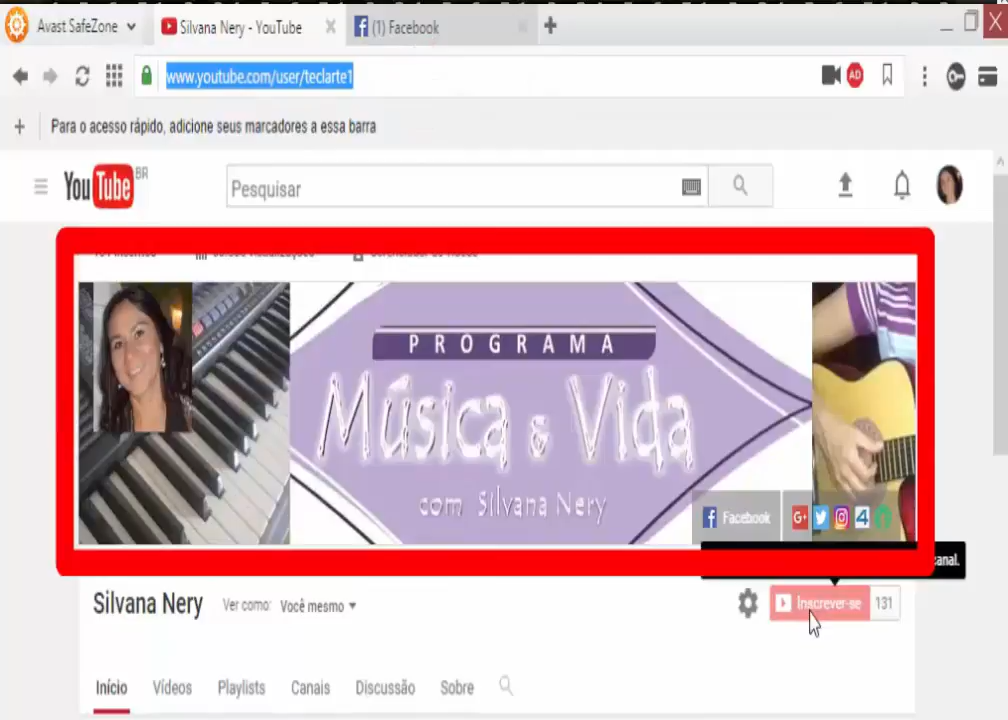 Avast SafeZone
Silvana Nery - YouTube
(1) Facebook
www.youtube.com/user/teclarte1
AD
Para o acesso rápido, adicione seus marcadores a essa barra
YouTube BR
Pesquisar
PROGRAMA
Música & Vida
com Silvana Nery
Facebook
G+
4
canal.
Silvana Nery
Ver como: Você mesmo
Inscrever-se 131
Início Vídeos Playlists Canais Discussão Sobre